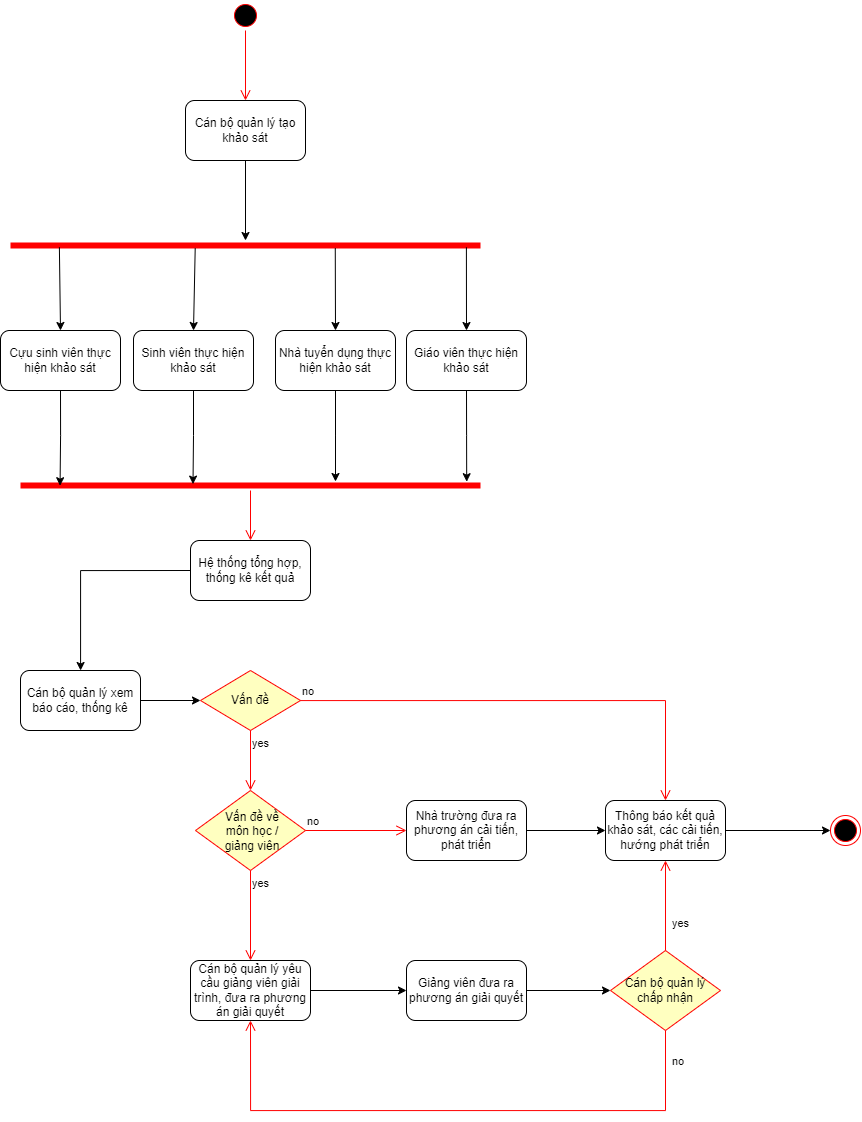 Cán bộ quản lý tạo
khảo sát
Cựu sinh viên thực
hiện khảo sát
Sinh viên thực hiện
khảo sát
Nhà tuyển dụng thực
hiện khảo sát
Giáo viên thực hiện
khảo sát
Hệ thống tổng hợp,
thống kê kết quả
Cán bộ quản lý xem
báo cáo, thống kê
Vấn đề
no
yes
Vấn đề về
môn học /
giảng viên
no
Nhà trường đưa ra
phương án cải tiến,
phát triển
Thông báo kết quả
khảo sát, các cải tiến,
hướng phát triển
yes
yes
Cán bộ quản lý yêu
cầu giảng viên giải
trình, đưa ra phương
án giải quyết
Giảng viên đưa ra
phương án giải quyết
Cán bộ quản lý
chấp nhận
no